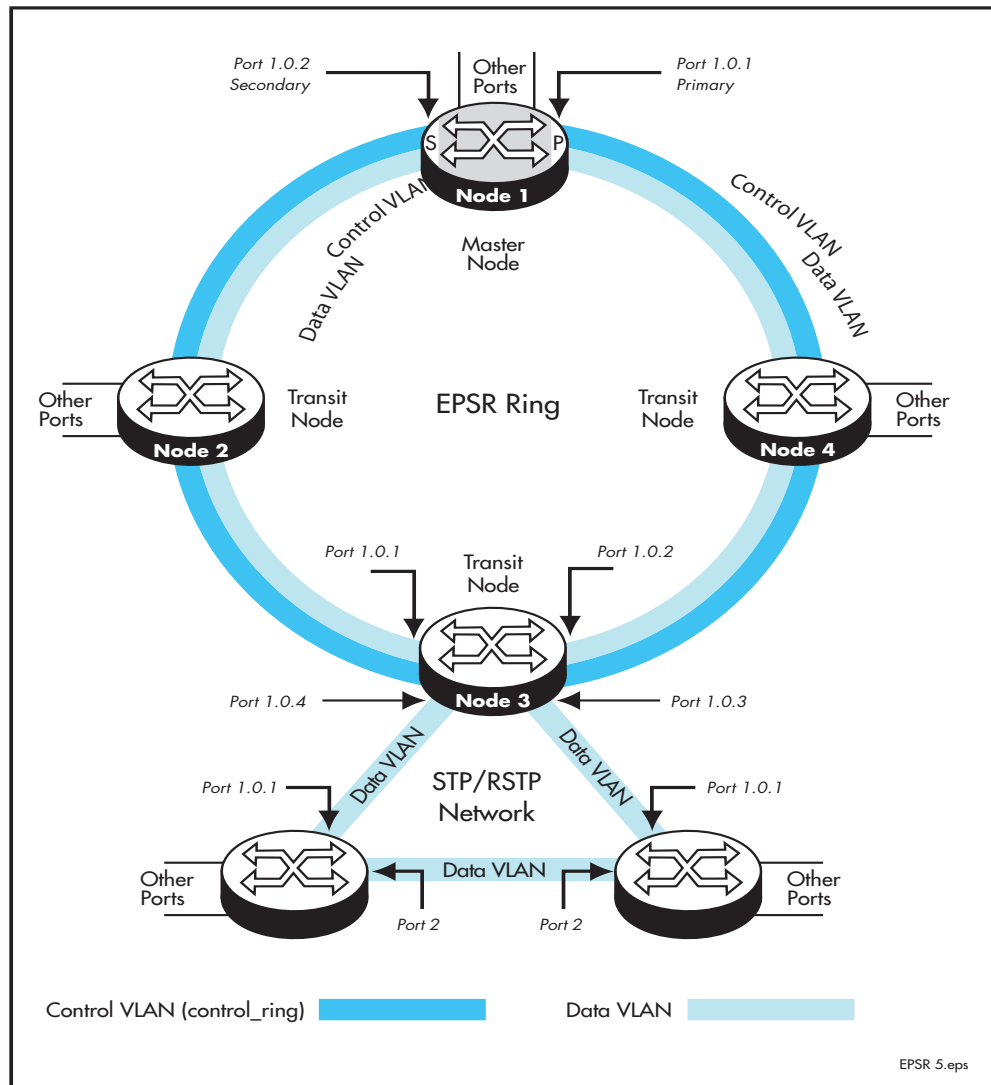 Port 1.0.2
Secondary
Other
Ports
Port 1.0.1
Primary
S
P
Node 1
Master
Node
Control VLAN
Data VLAN
Control VLAN
Data VLAN
Other
Ports
Node 2
Transit
Node
EPSR Ring
Transit
Node
Node 4
Other
Ports
Port 1.0.1
Transit
Node
Port 1.0.2
Node 3
Port 1.0.4
Port 1.0.3
Data VLAN
Data VLAN
STP/RSTP
Network
Port 1.0.1
Port 1.0.1
Other
Ports
Data VLAN
Other
Ports
Port 2
Port 2
Control VLAN (control_ring)
Data VLAN
EPSR 5.eps